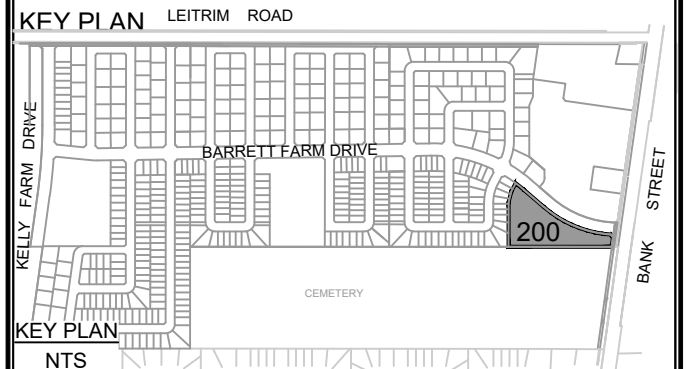 KEY PLAN
LEITRIM ROAD
KELLY FARM DRIVE
BARRETT FARM DRIVE
BANK STREET
200
CEMETERY
KEY PLAN
NTS